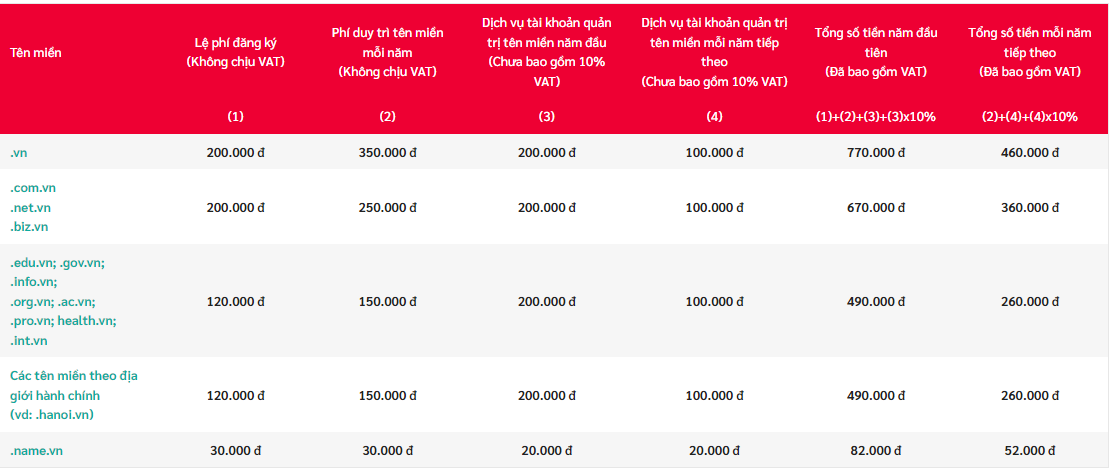 Tên miền
Lệ phí đăng ký
(Không chịu VAT)
(1)
Phí duy trì tên miền
mỗi năm
(Không chịu VAT)
(2)
Dịch vụ tài khoản quản
trị tên miền năm đầu
(Chưa bao gồm 10%
VAT)
(3)
Dịch vụ tài khoản quản trị
tên miền mỗi năm tiếp
theo
(Chưa bao gồm 10% VAT)
(4)
Tổng số tiền năm đầu
tiên
(Đã bao gồm VAT)
(1)+(2)+(3)+(3)x10%
Tổng số tiền mỗi năm
tiếp theo
(Đã bao gồm VAT)
(2)+(4)+(4)x10%
.vn
200.000 đ
350.000 đ
200.000 đ
100.000 đ
770.000 đ
460.000 đ
.com.vn
.net.vn
.biz.vn
200.000 đ
250.000 đ
200.000 đ
100.000 đ
670.000 đ
360.000 đ
.edu.vn; .gov.vn;
.info.vn;
.org.vn; .ac.vn;
.pro.vn; health.vn;
.int.vn
120.000 đ
150.000 đ
200.000 đ
100.000 đ
490.000 đ
260.000 đ
Các tên miền theo địa
giới hành chính
(vd: .hanoi.vn)
120.000 đ
150.000 đ
200.000 đ
100.000 đ
490.000 đ
260.000 đ
.name.vn
30.000 đ
30.000 đ
20.000 đ
20.000 đ
82.000 đ
52.000 đ